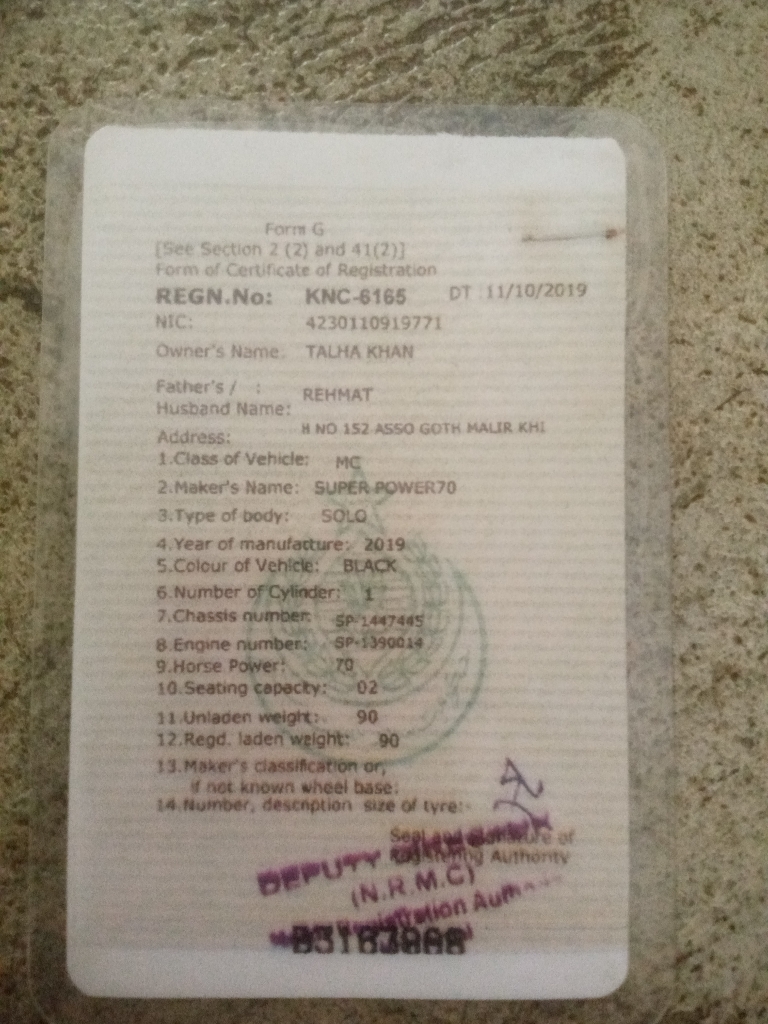 Form G
[See Section 2 (2) and 41(2)]
Form of Certificate of Registration
REGN.No: KNC-6165 DT 11/10/2019
NIC: 4230110919771
Owner's Name: TALHA KHAN
Father's / :
Husband Name: REHMAT
Address: H NO 152 ASSO GOTH MALIR KHI
1.Class of Vehicle: MC
2.Maker's Name: SUPER POWER70
3.Type of body: SOLO
4.Year of manufacture: 2019
5.Colour of Vehicle: BLACK
6.Number of Cylinder: 1
7.Chassis number: SP-1447445
8.Engine number: SP-1390014
9.Horse Power: 70
10.Seating capacity: 02
11.Unladen weight: 90
12.Regd. laden weight: 90
13.Maker's classification or,
if not known wheel base:
14.Number, description size of tyre:-
Seal and Signature of
Registering Authority
DEPUTY
(N.R.M.C)
Registration